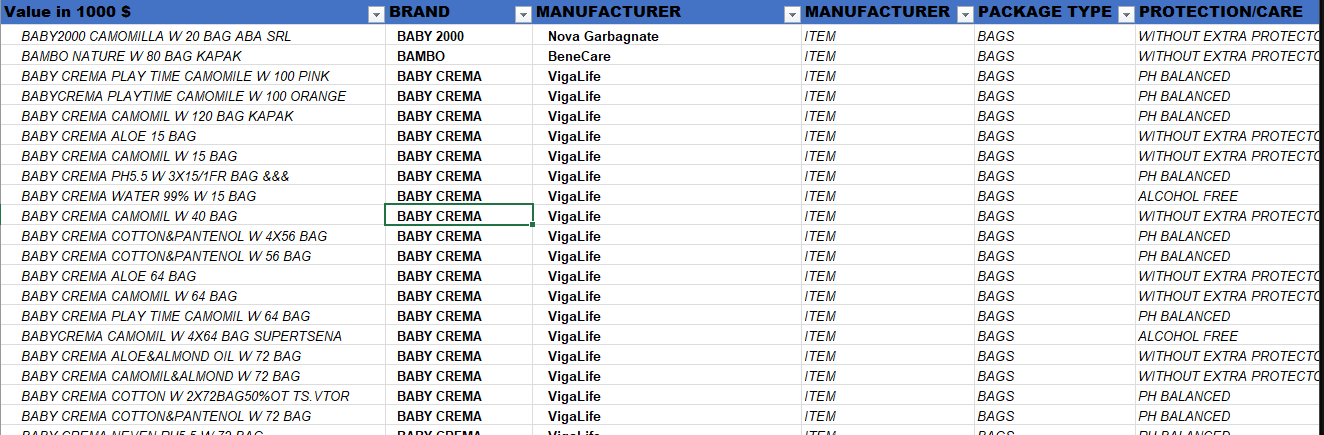 Value in 1000 $ BRAND MANUFACTURER MANUFACTURER PACKAGE TYPE PROTECTION/CARE
BABY2000 CAMOMILLA W 20 BAG ABA SRL BABY 2000 Nova Garbagnate ITEM BAGS WITHOUT EXTRA PROTECTO
BAMBO NATURE W 80 BAG KAPAK BAMBO BeneCare ITEM BAGS WITHOUT EXTRA PROTECTO
BABY CREMA PLAY TIME CAMOMILE W 100 PINK BABY CREMA VigaLife ITEM BAGS PH BALANCED
BABYCREMA PLAYTIME CAMOMILE W 100 ORANGE BABY CREMA VigaLife ITEM BAGS PH BALANCED
BABY CREMA CAMOMIL W 120 BAG KAPAK BABY CREMA VigaLife ITEM BAGS PH BALANCED
BABY CREMA ALOE 15 BAG BABY CREMA VigaLife ITEM BAGS WITHOUT EXTRA PROTECTO
BABY CREMA CAMOMIL W 15 BAG BABY CREMA VigaLife ITEM BAGS WITHOUT EXTRA PROTECTO
BABY CREMA PH5.5 W 3X15/1FR BAG &&& BABY CREMA VigaLife ITEM BAGS PH BALANCED
BABY CREMA WATER 99% W 15 BAG BABY CREMA VigaLife ITEM BAGS ALCOHOL FREE
BABY CREMA CAMOMIL W 40 BAG BABY CREMA VigaLife ITEM BAGS WITHOUT EXTRA PROTECTO
BABY CREMA COTTON&PANTENOL W 4X56 BAG BABY CREMA VigaLife ITEM BAGS PH BALANCED
BABY CREMA COTTON&PANTENOL W 56 BAG BABY CREMA VigaLife ITEM BAGS PH BALANCED
BABY CREMA ALOE 64 BAG BABY CREMA VigaLife ITEM BAGS WITHOUT EXTRA PROTECTO
BABY CREMA CAMOMIL W 64 BAG BABY CREMA VigaLife ITEM BAGS WITHOUT EXTRA PROTECTO
BABY CREMA PLAY TIME CAMOMIL W 64 BAG BABY CREMA VigaLife ITEM BAGS PH BALANCED
BABYCREMA CAMOMIL W 4X64 BAG SUPERTSENA BABY CREMA VigaLife ITEM BAGS ALCOHOL FREE
BABY CREMA ALOE&ALMOND OIL W 72 BAG BABY CREMA VigaLife ITEM BAGS WITHOUT EXTRA PROTECTO
BABY CREMA CAMOMIL&ALMOND W 72 BAG BABY CREMA VigaLife ITEM BAGS WITHOUT EXTRA PROTECTO
BABY CREMA COTTON W 2X72BAG50%OT TS.VTOR BABY CREMA VigaLife ITEM BAGS PH BALANCED
BABY CREMA COTTON&PANTENOL W 72 BAG BABY CREMA VigaLife ITEM BAGS PH BALANCED
BABY CREMA NEVEN PH5.5 W 72 BAG BABY CREMA VigaLife ITEM BAGS PH BALANCED